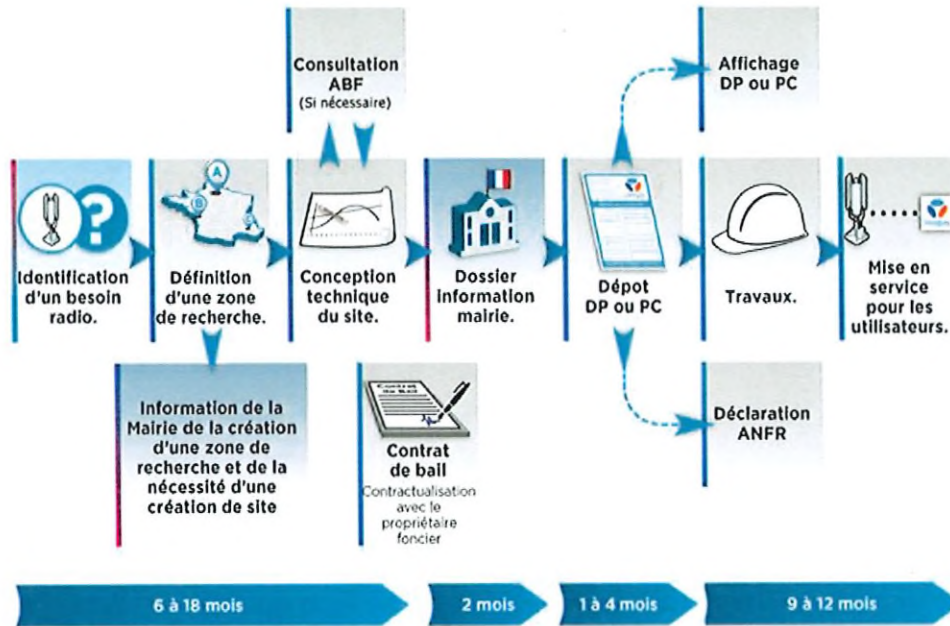 Consultation
ABF
(Si nécessaire)
Affichage
DP ou PC
A
B
Identification
d'un besoin
radio.
Définition
d'une zone
de recherche.
Conception
technique
du site.
Dossier
information
mairie.
Dépot
DP ou PC
Travaux.
Mise en
service
pour les
utilisateurs.
Information de la
Mairie de la création
d'une zone de
recherche et de la
nécessité d'une
création de site
Contrat
de Bail
Contrat
de bail
Contractualisation
avec le
propriétaire
foncier
Déclaration
ANFR
6 à 18 mois
2 mois
1 à 4 mois
9 à 12 mois